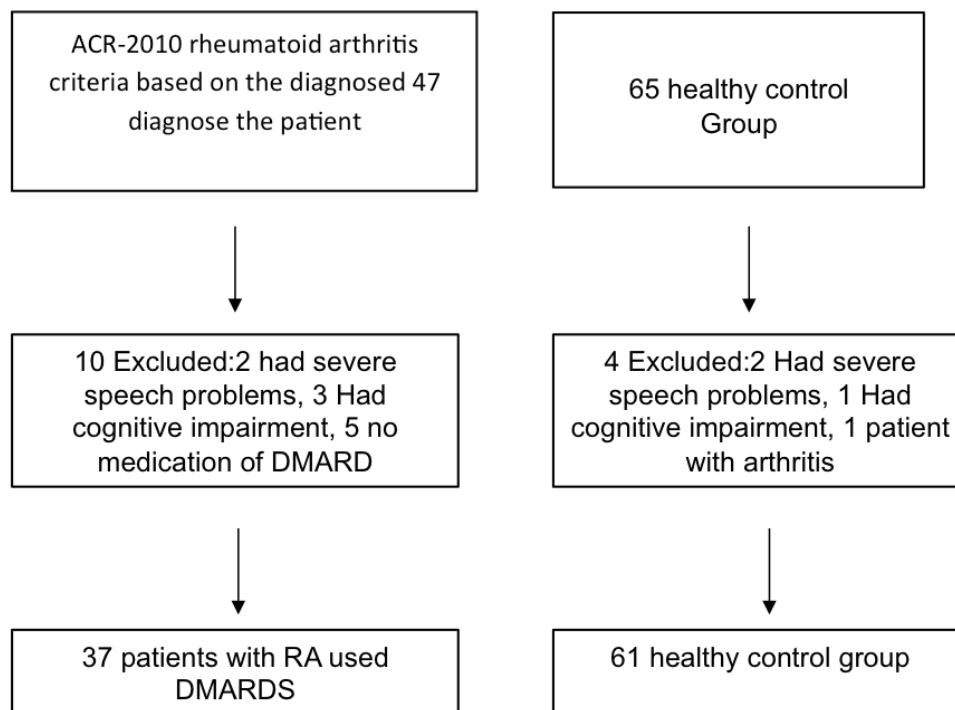 ACR-2010 rheumatoid arthritis
criteria based on the diagnosed 47
diagnose the patient
65 healthy control
Group
10 Excluded:2 had severe
speech problems, 3 Had
cognitive impairment, 5 no
medication of DMARD
4 Excluded:2 Had severe
speech problems, 1 Had
cognitive impairment, 1 patient
with arthritis
37 patients with RA used
DMARDS
61 healthy control group